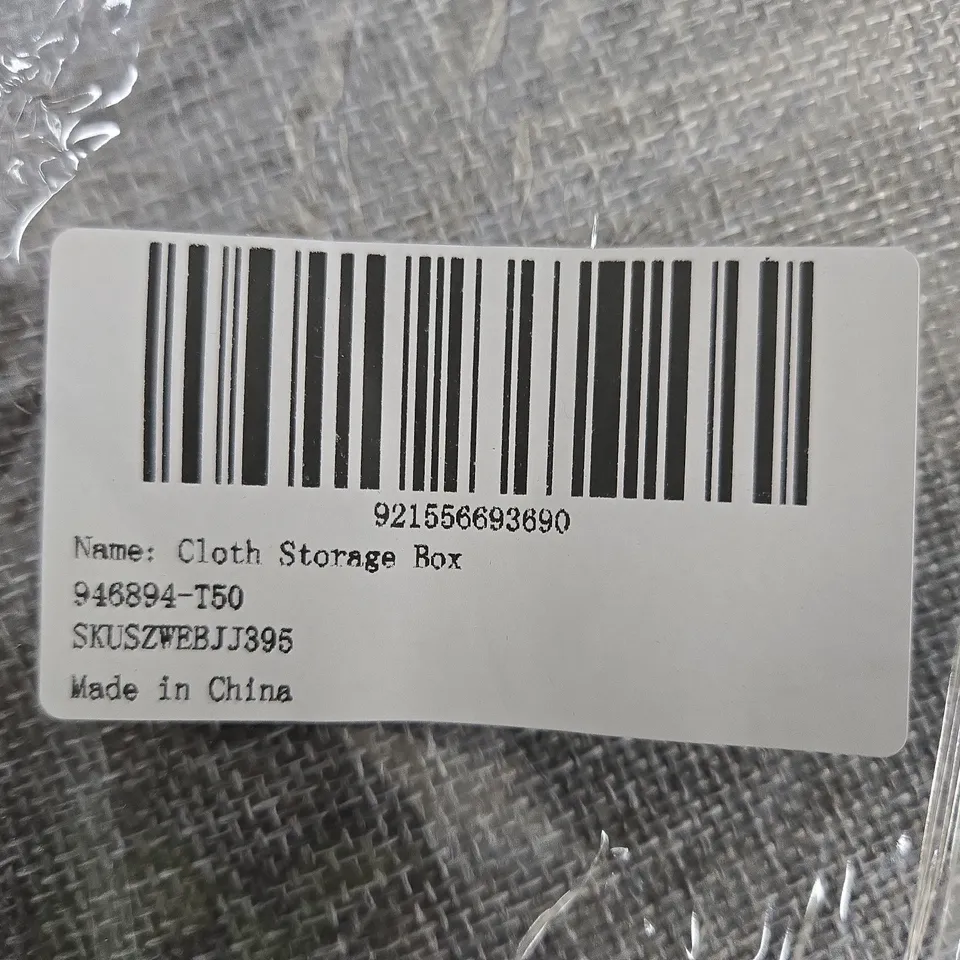 921556693690
Name: Cloth Storage Box
946894-T50
SKUSZWEBJJ395
Made in China